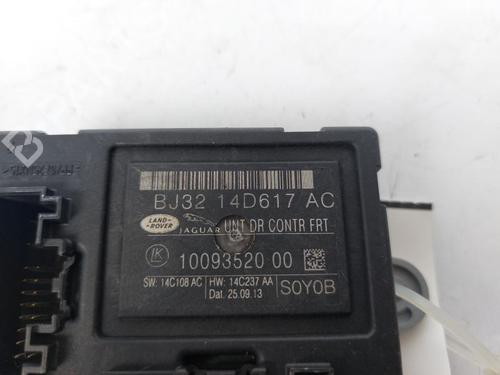 BJ32 14D617 AC
LAND-ROVER JAGUAR UNT DR CONTR FRT
IK 10093520 00
SW: 14C108 AC HW: 14C237 AA
Dat. 25.09.13 S0Y0B